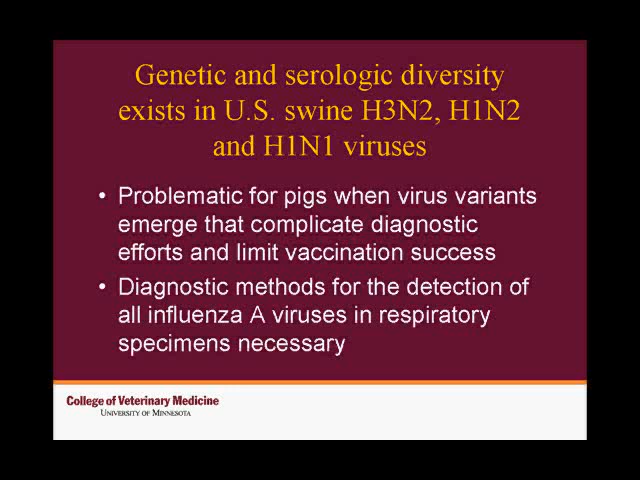 Genetic and serologic diversity
exists in U.S. swine H3N2, H1N2
and H1N1 viruses
• Problematic for pigs when virus variants
emerge that complicate diagnostic
efforts and limit vaccination success
• Diagnostic methods for the detection of
all influenza A viruses in respiratory
specimens necessary
College of Veterinary Medicine
University of Minnesota